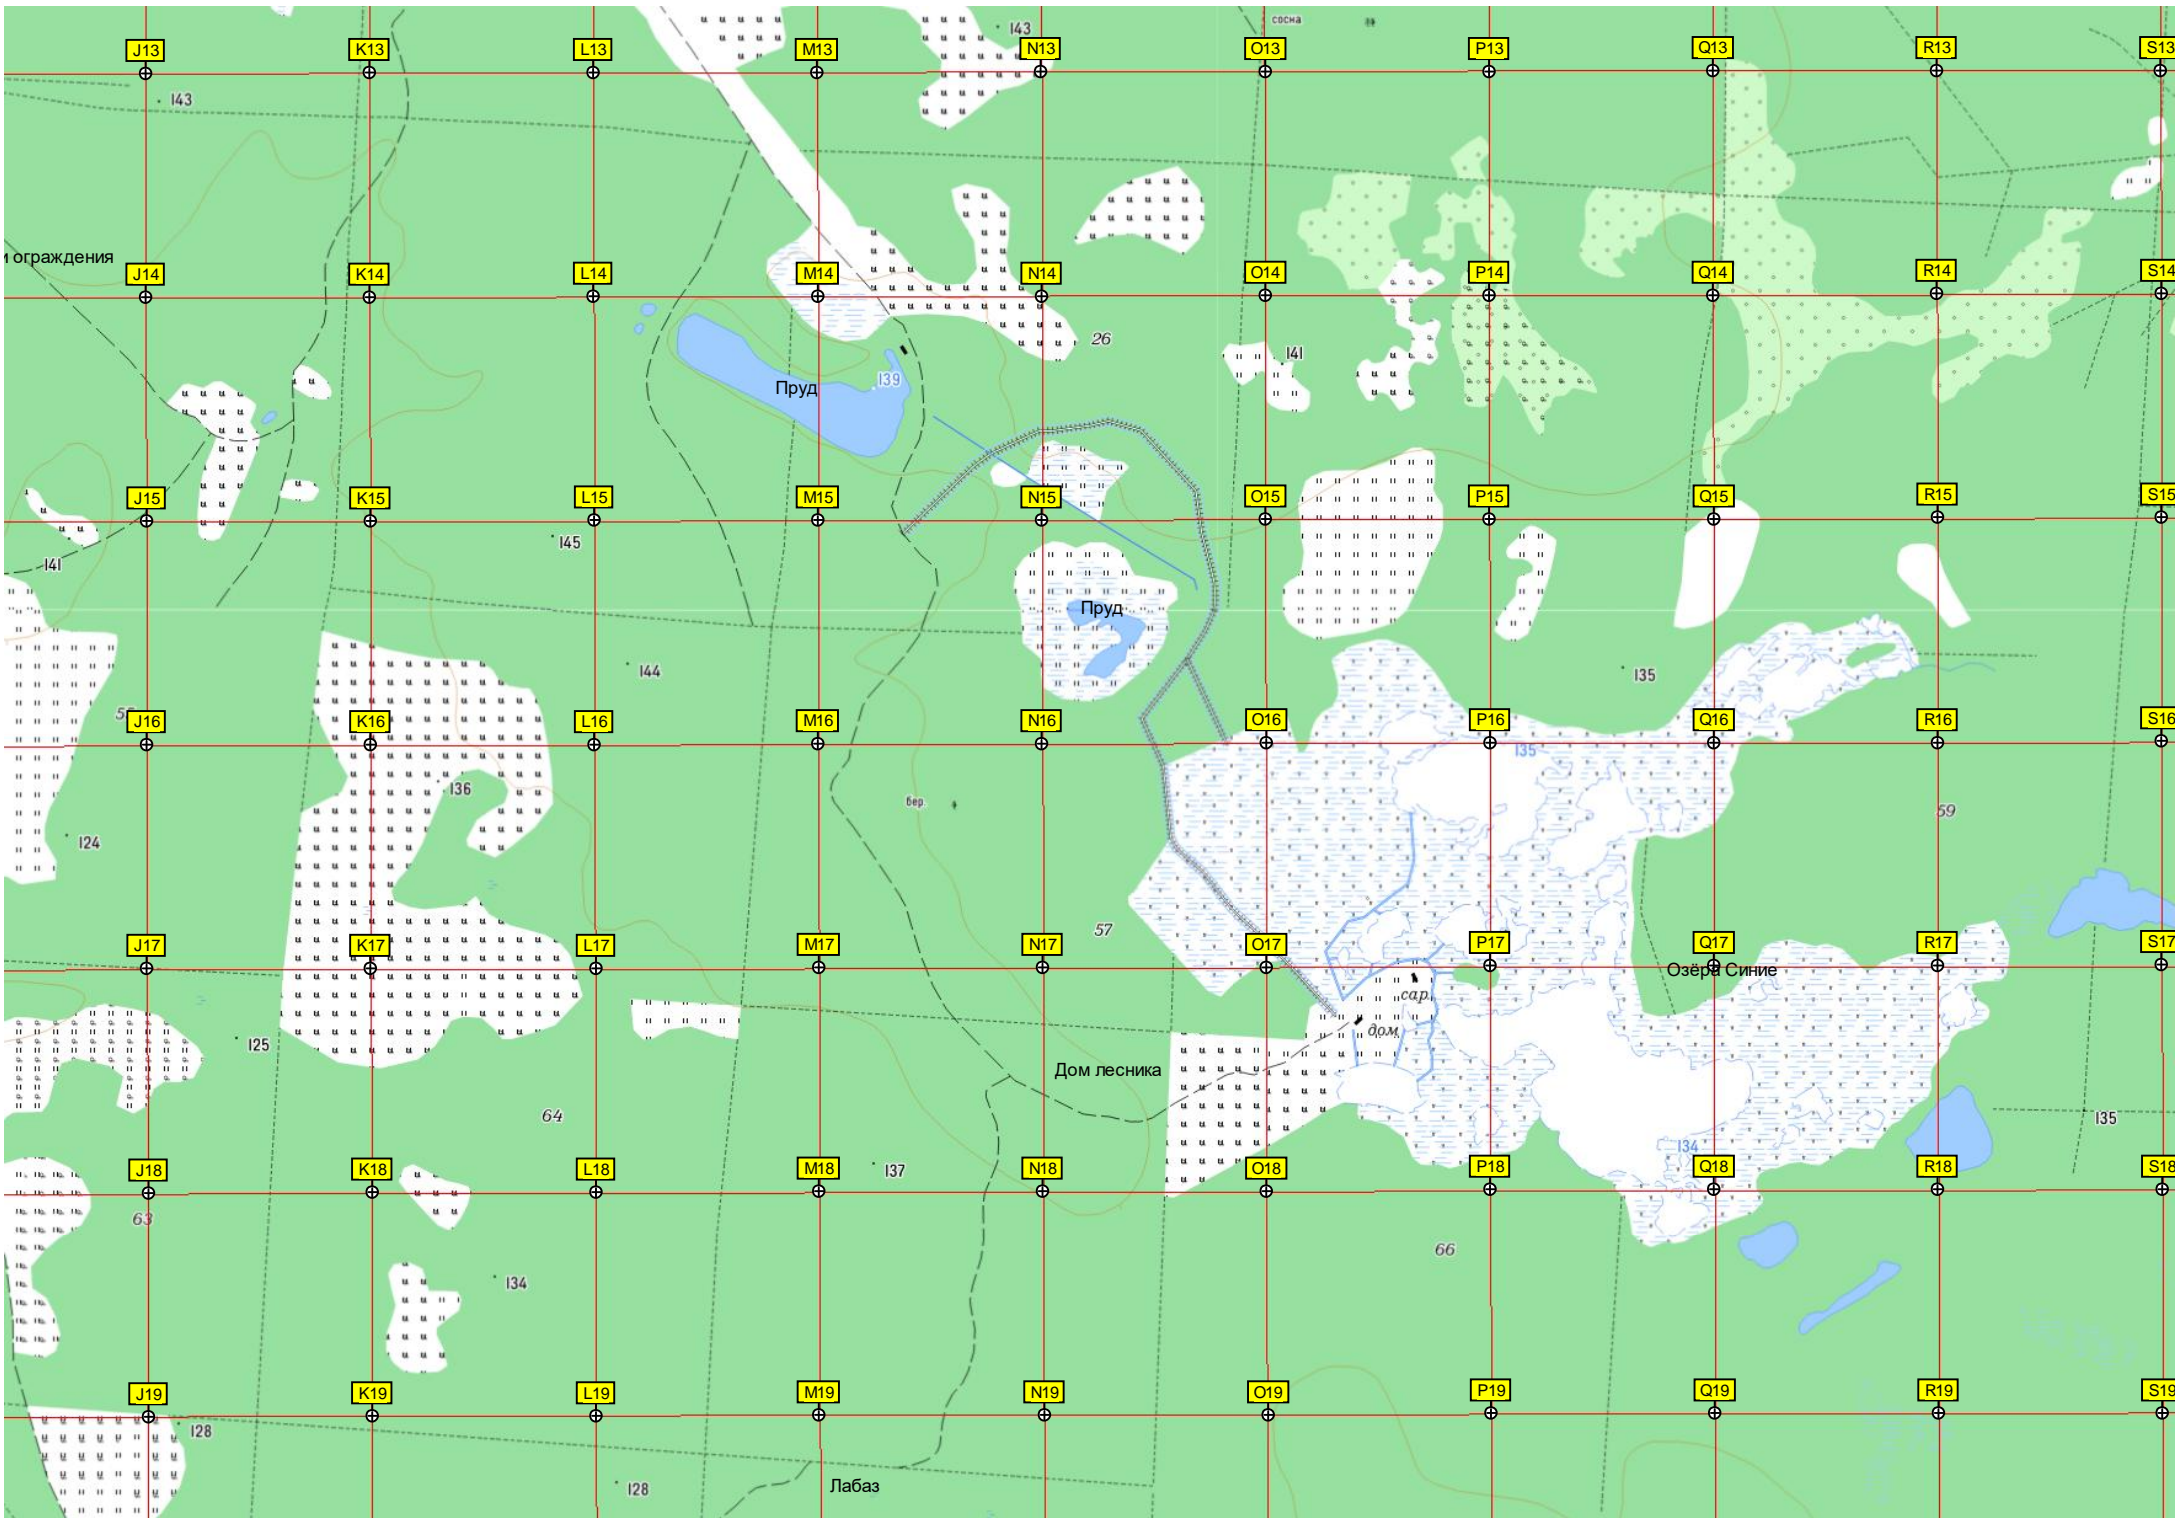 сосна
143
J13 K13 L13 M13 N13 O13 P13 Q13 R13 S13
143
и ограждения
J14 K14 L14 M14 N14 O14 P14 Q14 R14 S14
26
141
139
Пруд
J15 K15 L15 M15 N15 O15 P15 Q15 R15 S15
145
141
Пруд
144
135
J16 K16 L16 M16 N16 O16 P16 Q16 R16 S16
135
136
бер.
59
124
57
J17 K17 L17 M17 N17 O17 P17 Q17 R17 S17
Озёра Синие
сар.
дом
125
Дом лесника
64
135
134
137
J18 K18 L18 M18 N18 O18 P18 Q18 R18 S18
63
66
134
J19 K19 L19 M19 N19 O19 P19 Q19 R19 S19
128
128
Лабаз